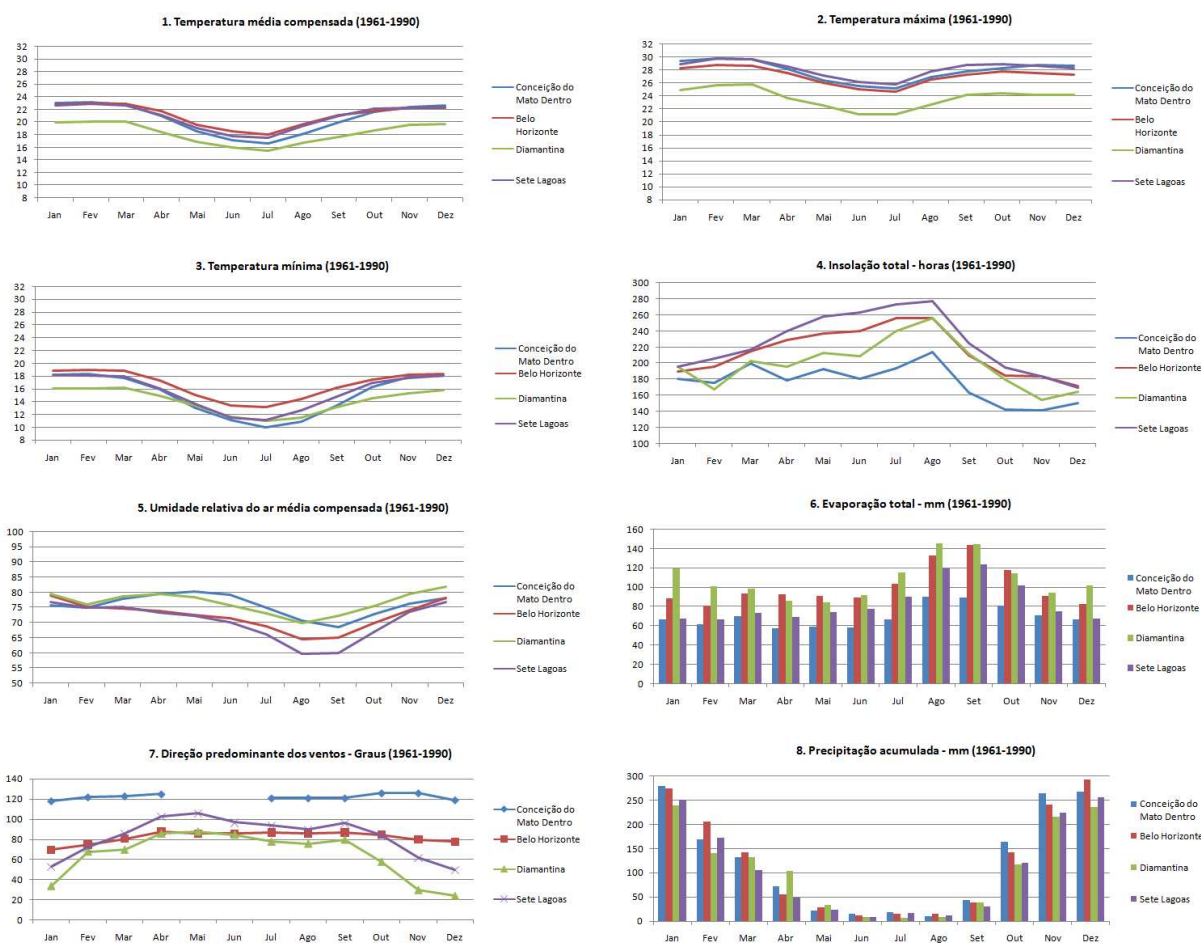 1. Temperatura média compensada (1961-1990)
32
30
28
26
24
22
20
18
16
14
12
10
8
Jan Fev Mar Abr Mai Jun Jul Ago Set Out Nov Dez
Conceição do
Mato Dentro
Belo
Horizonte
Diamantina
Sete Lagoas
2. Temperatura máxima (1961-1990)
32
30
28
26
24
22
20
18
16
14
12
10
8
Jan Fev Mar Abr Mai Jun Jul Ago Set Out Nov Dez
Conceição do
Mato Dentro
Belo
Horizonte
Diamantina
Sete Lagoas
3. Temperatura mínima (1961-1990)
32
30
28
26
24
22
20
18
16
14
12
10
8
Jan Fev Mar Abr Mai Jun Jul Ago Set Out Nov Dez
Conceição do
Mato Dentro
Belo Horizonte
Diamantina
Sete Lagoas
4. Insolação total - horas (1961-1990)
300
280
260
240
220
200
180
160
140
120
100
Jan Fev Mar Abr Mai Jun Jul Ago Set Out Nov Dez
Conceição do
Mato Dentro
Belo Horizonte
Diamantina
Sete Lagoas
5. Umidade relativa do ar média compensada (1961-1990)
100
95
90
85
80
75
70
65
60
55
50
Jan Fev Mar Abr Mai Jun Jul Ago Set Out Nov Dez
Conceição do
Mato Dentro
Belo Horizonte
Diamantina
Sete Lagoas
6. Evaporação total - mm (1961-1990)
160
140
120
100
80
60
40
20
0
Jan Fev Mar Abr Mai Jun Jul Ago Set Out Nov Dez
Conceição do
Mato Dentro
Belo Horizonte
Diamantina
Sete Lagoas
7. Direção predominante dos ventos - Graus (1961-1990)
140
120
100
80
60
40
20
0
Jan Fev Mar Abr Mai Jun Jul Ago Set Out Nov Dez
Conceição do
Mato Dentro
Belo Horizonte
Diamantina
Sete Lagoas
8. Precipitação acumulada - mm (1961-1990)
300
250
200
150
100
50
0
Jan Fev Mar Abr Mai Jun Jul Ago Set Out Nov Dez
Conceição do
Mato Dentro
Belo Horizonte
Diamantina
Sete Lagoas